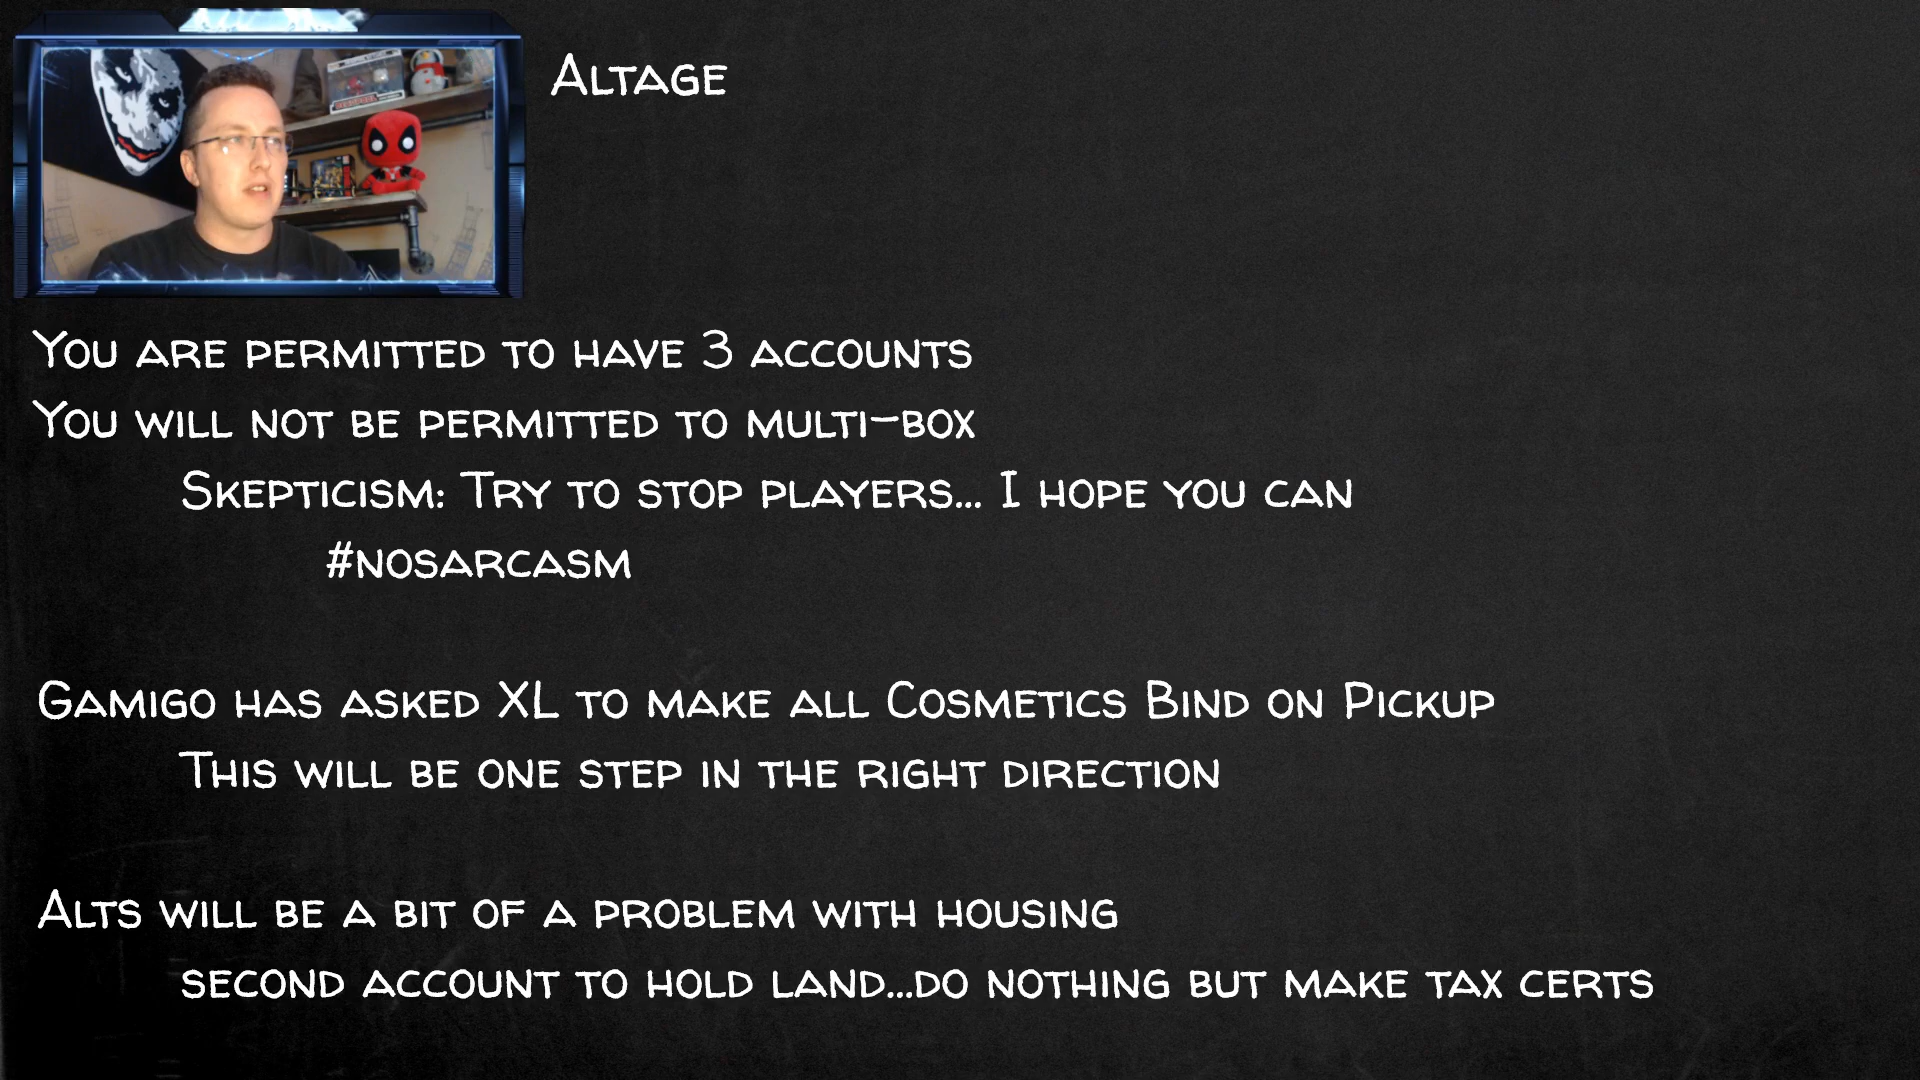 Altage
You are permitted to have 3 accounts
You will not be permitted to multi-box
Skepticism: Try to stop players... I hope you can
#nosarcasm
Gamigo has asked XL to make all Cosmetics Bind on Pickup
This will be one step in the right direction
Alts will be a bit of a problem with housing
second account to hold land...do nothing but make tax certs